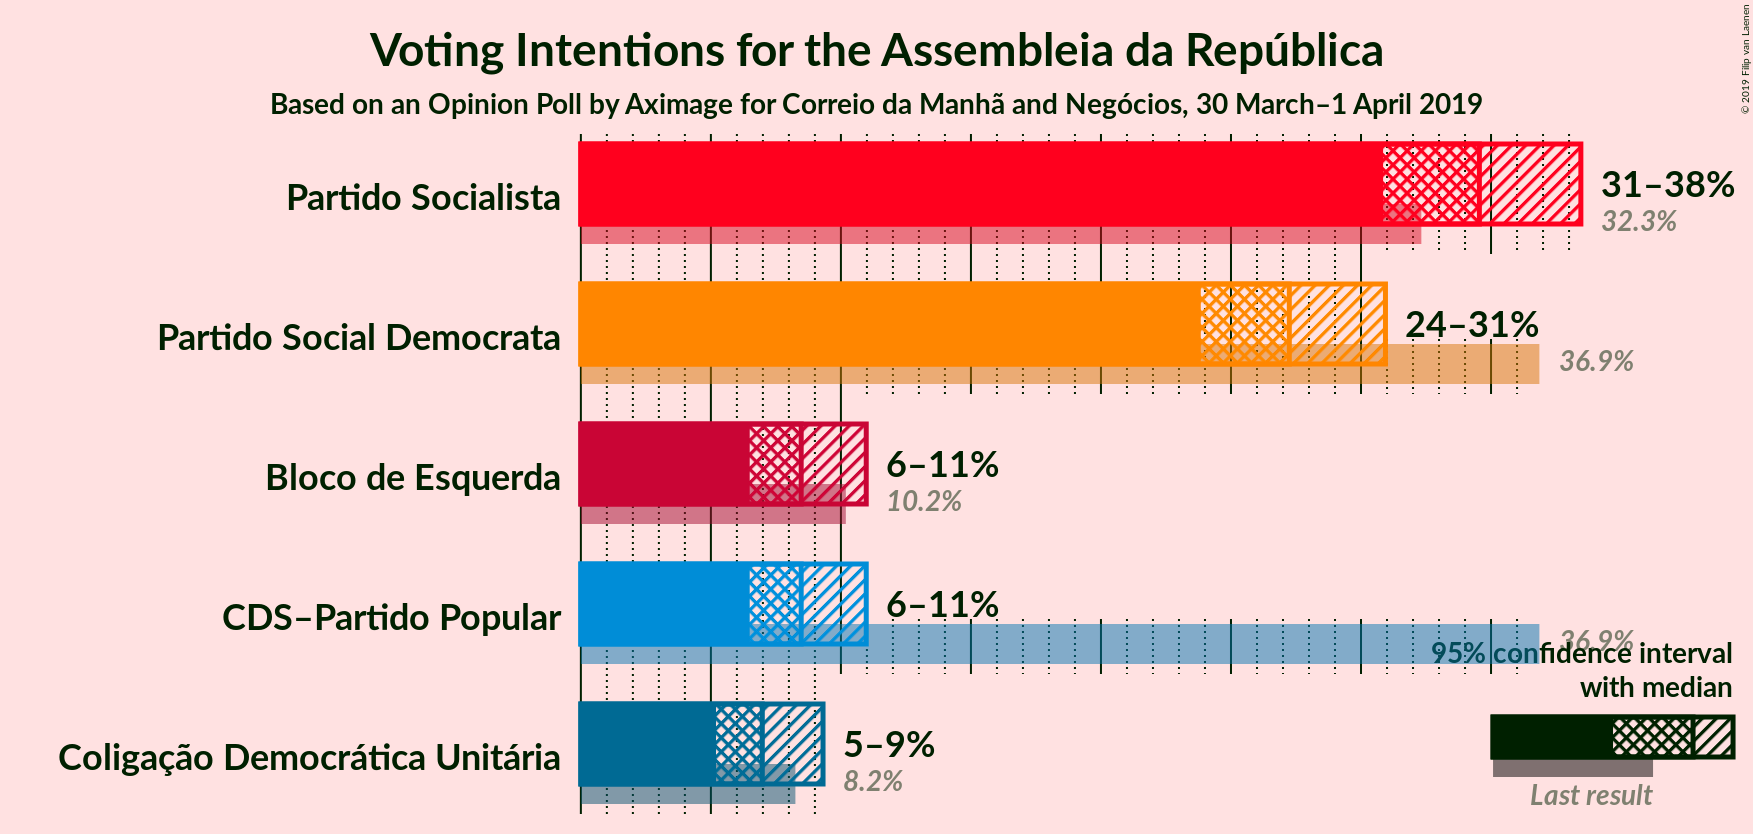 Voting Intentions for the Assembleia da República
Based on an Opinion Poll by Aximage for Correio da Manhã and Negócios, 30 March–1 April 2019
© 2019 Filip van Laenen
Partido Socialista
31–38%
32.3%
Partido Social Democrata
24–31%
36.9%
Bloco de Esquerda
6–11%
10.2%
CDS–Partido Popular
6–11%
36.9%
Coligação Democrática Unitária
5–9%
8.2%
95% confidence interval
with median
Last result